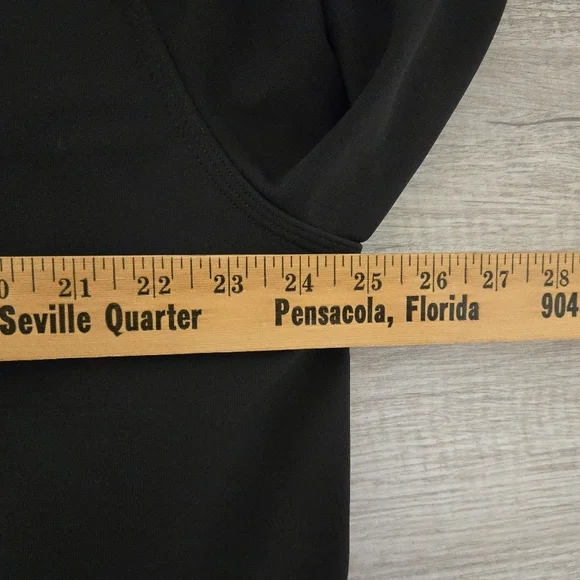 0 21 22 23 24 25 26 27 28
Seville Quarter Pensacola, Florida 904